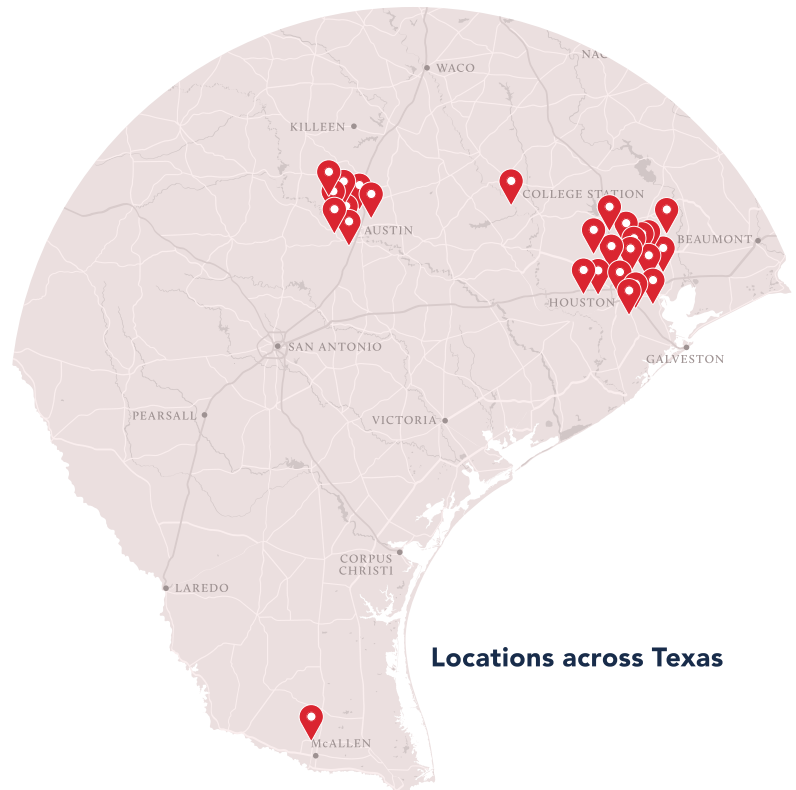 WACO
KILLEEN
COLLEGE STATION
AUSTIN
BEAUMONT
HOUSTON
SAN ANTONIO
GALVESTON
PEARSALL
VICTORIA
CORPUS
CHRISTI
LAREDO
Locations across Texas
McALLEN